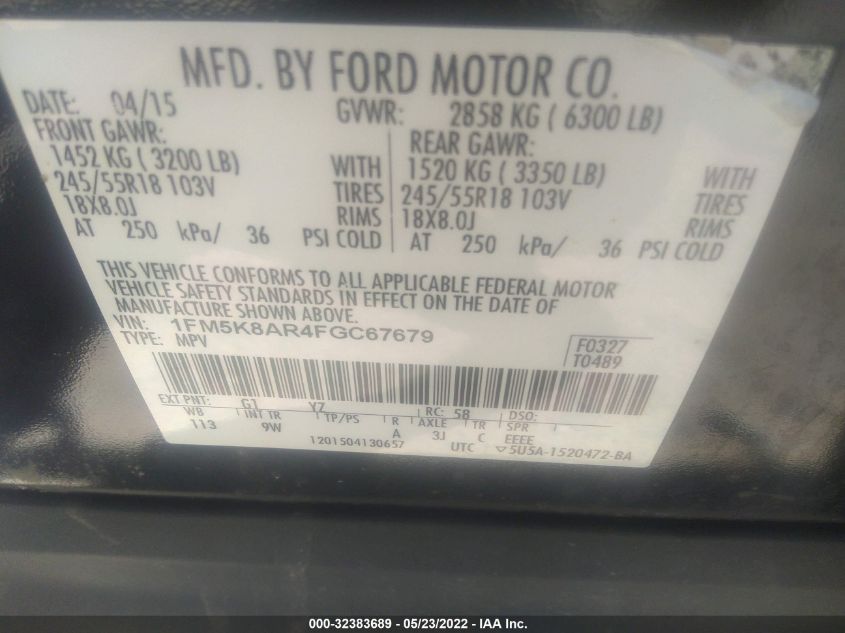 MFD. BY FORD MOTOR CO.
DATE: 04/15 GVWR: 2858 KG ( 6300 LB)
FRONT GAWR: REAR GAWR:
1452 KG ( 3200 LB) WITH 1520 KG ( 3350 LB) WITH
245/55R18 103V TIRES 245/55R18 103V TIRES
18X8.0J RIMS 18X8.0J RIMS
AT 250 kPa/ 36 PSI COLD AT 250 kPa/ 36 PSI COLD
THIS VEHICLE CONFORMS TO ALL APPLICABLE FEDERAL MOTOR
VEHICLE SAFETY STANDARDS IN EFFECT ON THE DATE OF
MANUFACTURE SHOWN ABOVE.
VIN: 1FM5K8AR4FGC67679 F0327
TYPE: MPV T0489
EXT PNT: G1 YZ RC: 58 DSO:
WB INT TR TP/PS R AXLE TR SPR
113 9W A 3J C EEEE
1201504130657 UTC ▽5U5A-1520472-BA
000-32383689 - 05/23/2022 - IAA Inc.